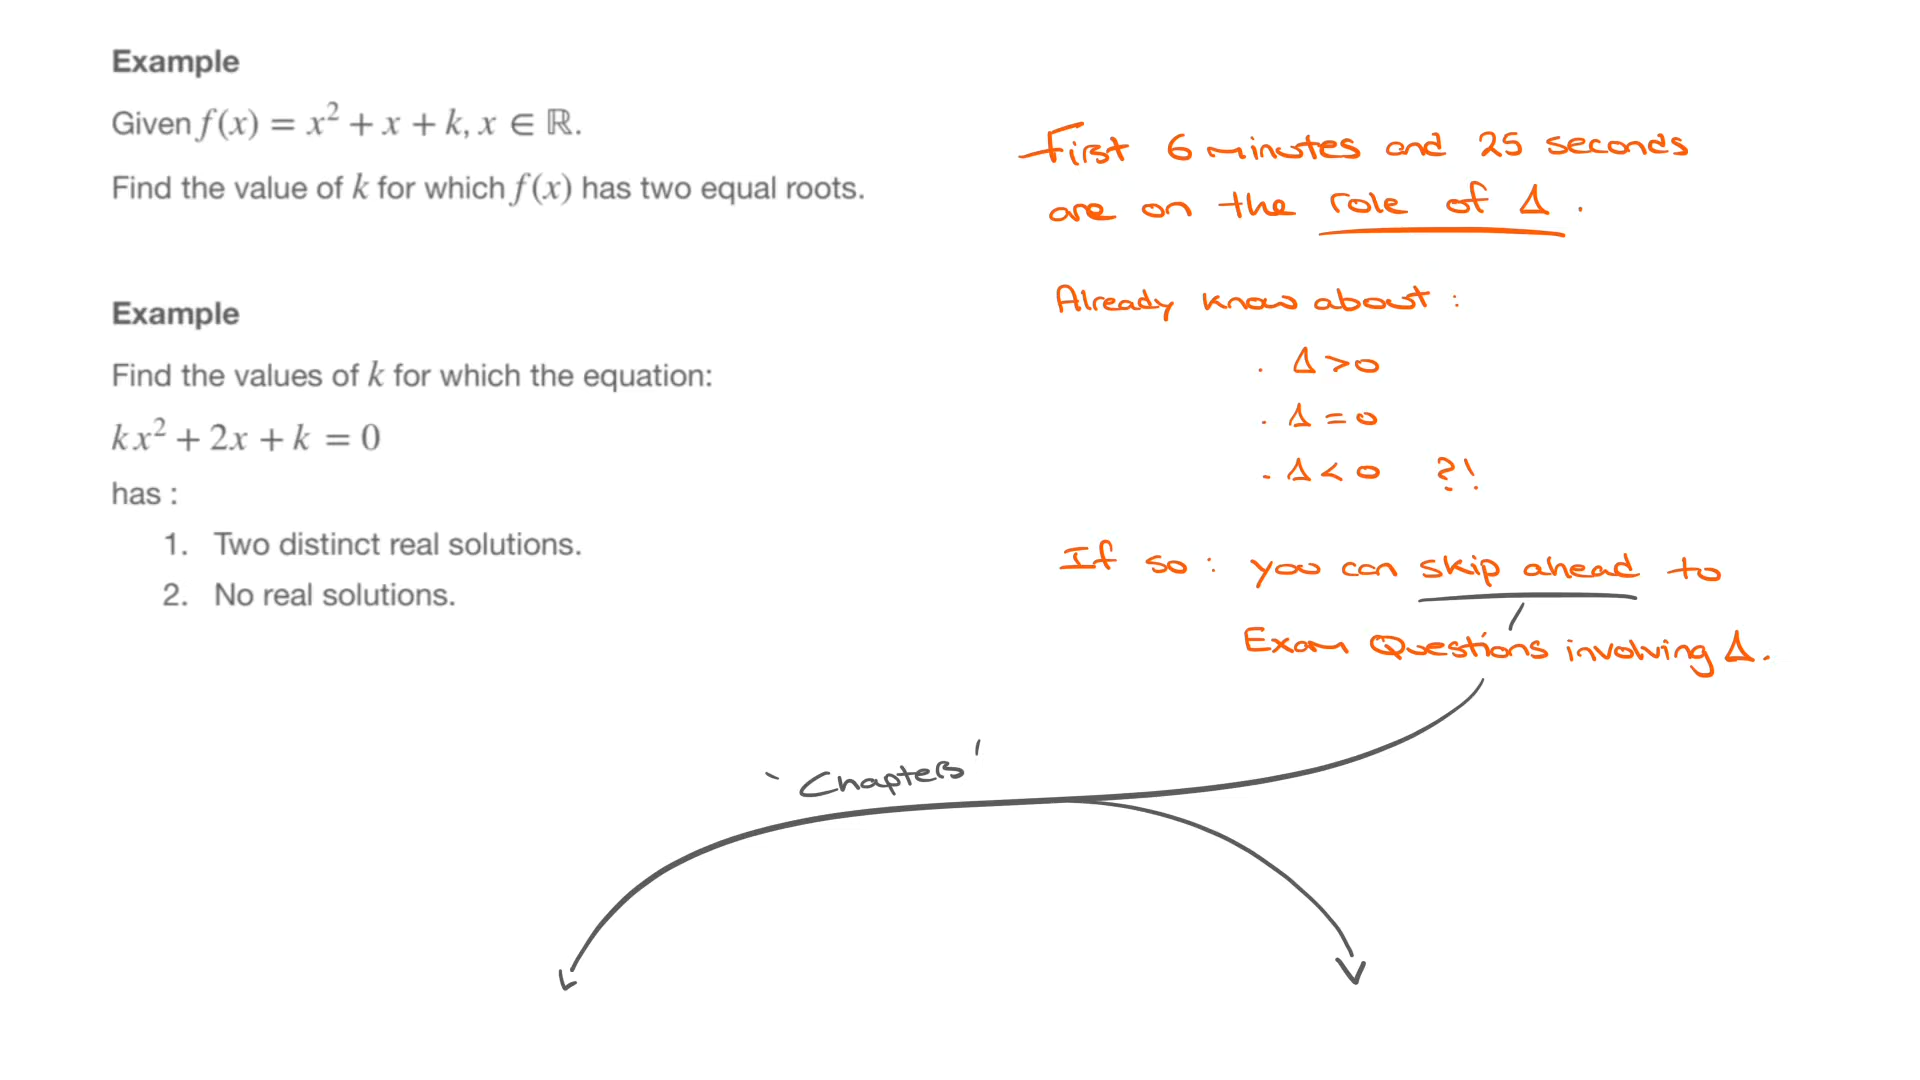 Example
Given f(x) = x² + x + k, x ∈ ℝ.
Find the value of k for which f(x) has two equal roots.
Example
Find the values of k for which the equation:
kx² + 2x + k = 0
has :
1. Two distinct real solutions.
2. No real solutions.
First 6 minutes and 25 seconds
are on the role of Δ .
Already know about :
. Δ > 0
. Δ = 0
. Δ < 0 ?!
If so : you can skip ahead to
Exam Questions involving Δ.
` Chapters '